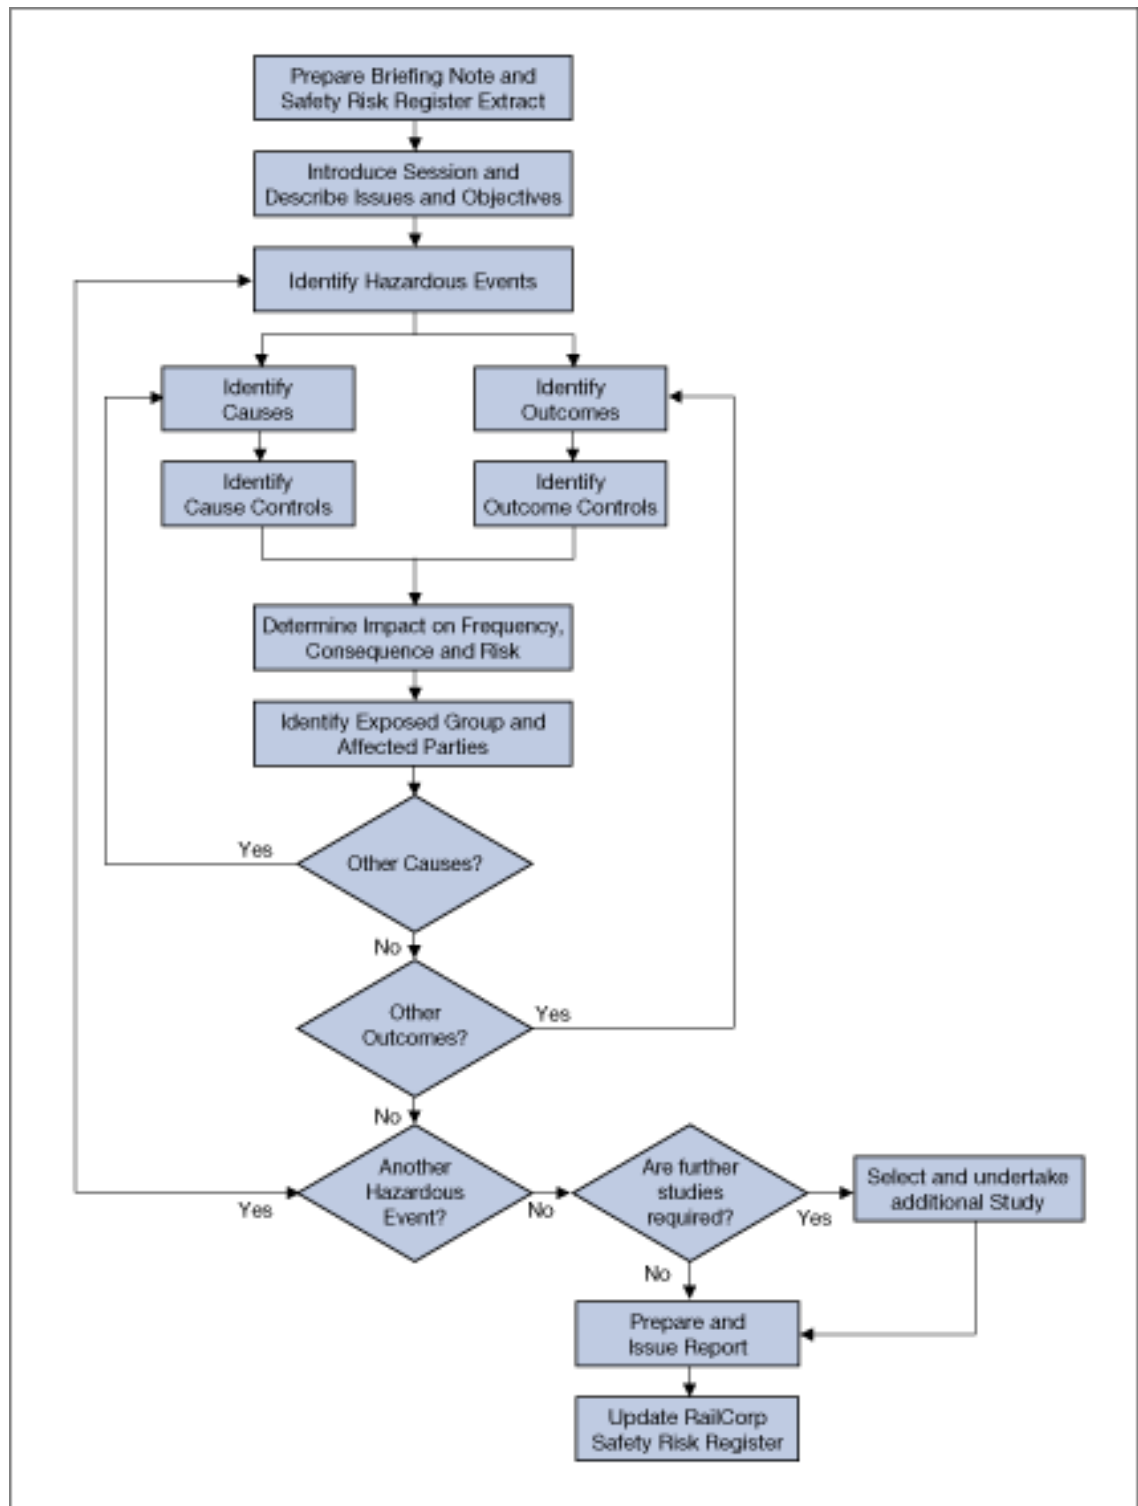 Prepare Briefing Note and
Safety Risk Register Extract
Introduce Session and
Describe Issues and Objectives
Identify Hazardous Events
Identify
Causes
Identify
Outcomes
Identify
Cause Controls
Identify
Outcome Controls
Determine Impact on Frequency,
Consequence and Risk
Identify Exposed Group and
Affected Parties
Yes
Other Causes?
No
Other
Outcomes?
Yes
No
Another
Hazardous
Event?
Yes
No
Are further
studies
required?
Yes
Select and undertake
additional Study
No
Prepare and
Issue Report
Update RailCorp
Safety Risk Register